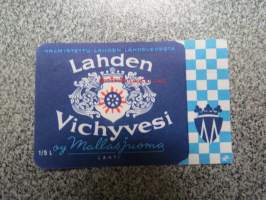 VALMISTETTU LAHDEN LÄHDEVEDESTÄ
Lahden
Vichyvesi
1/3 L
oy Mallasjuoma
LAHTI